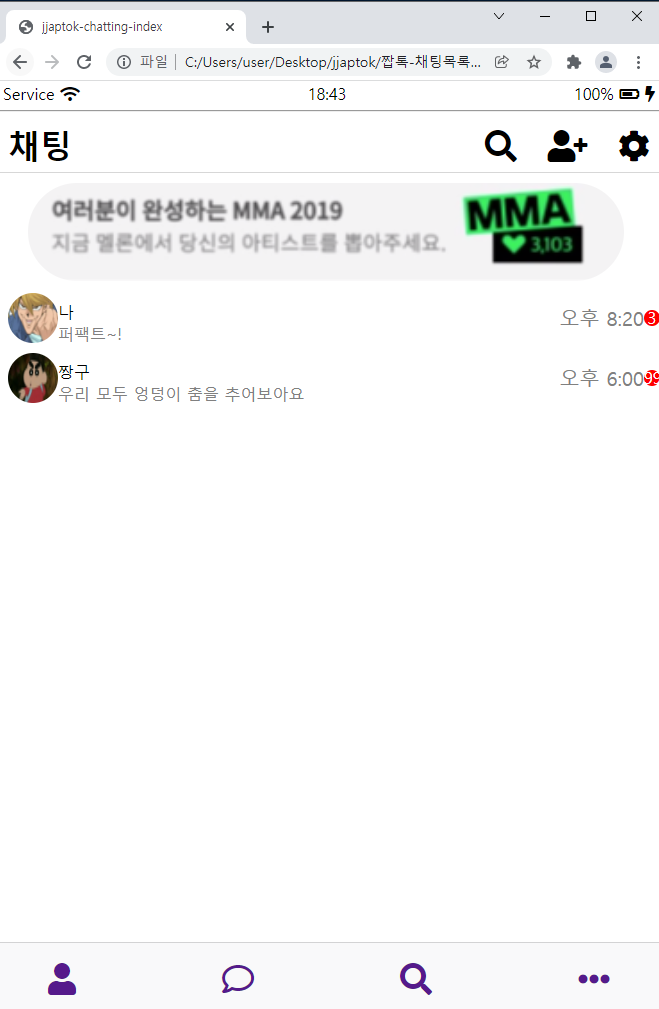 jjaptok-chatting-index
파일 | C:/Users/user/Desktop/jjaptok/짭톡-채팅목록...
Service 18:43 100%
채팅
여러분이 완성하는 MMA 2019
지금 멜론에서 당신의 아티스트를 뽑아주세요.
MMA
3,103
나
퍼팩트~!
오후 8:20 3
짱구
우리 모두 엉덩이 춤을 추어보아요
오후 6:00 99